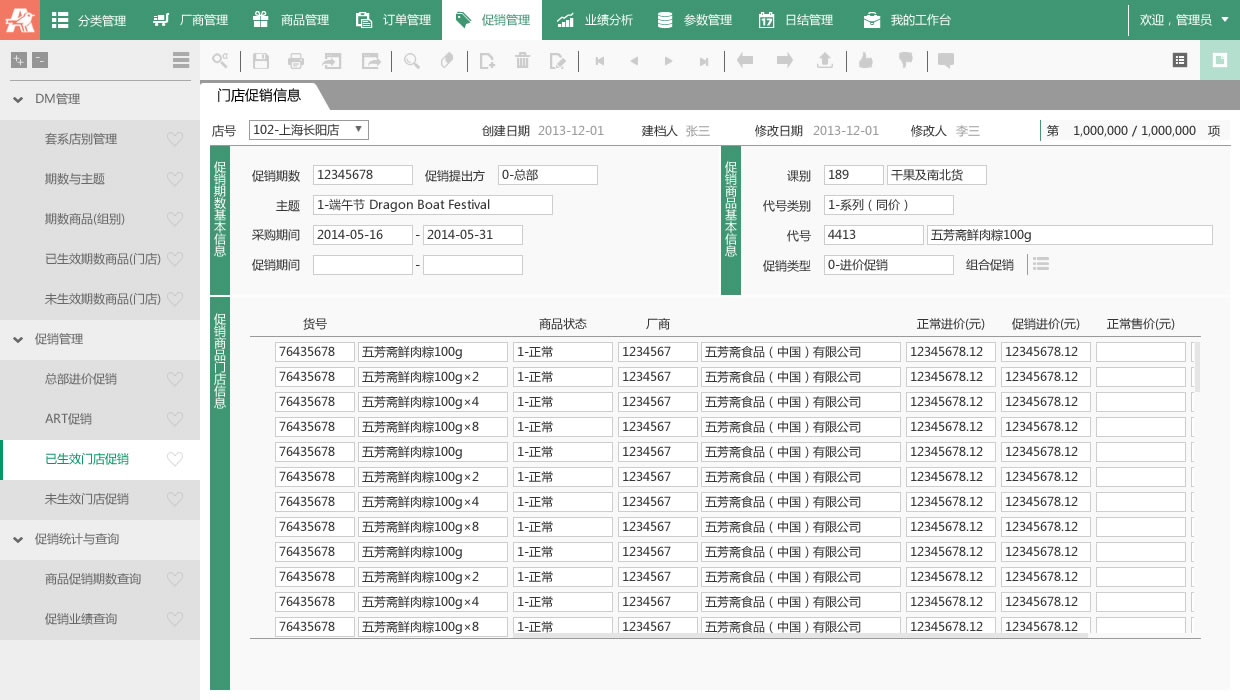 分类管理 厂商管理 商品管理 订单管理 促销管理 业绩分析 参数管理 日结管理 我的工作台 欢迎，管理员
DM管理
套系店别管理
期数与主题
期数商品(组别)
已生效期数商品(门店)
未生效期数商品(门店)
促销管理
总部进价促销
ART促销
已生效门店促销
未生效门店促销
促销统计与查询
商品促销期数查询
促销业绩查询
门店促销信息
店号 102-上海长阳店 创建日期 2013-12-01 建档人 张三 修改日期 2013-12-01 修改人 李三 第 1,000,000 / 1,000,000 项
促销期数基本信息
促销期数 12345678 促销提出方 0-总部
主题 1-端午节 Dragon Boat Festival
采购期间 2014-05-16 - 2014-05-31
促销期间 -
促销商品基本信息
课别 189 干果及南北货
代号类别 1-系列（同价）
代号 4413 五芳斋鲜肉粽100g
促销类型 0-进价促销 组合促销
促销商品门店信息
货号 商品状态 厂商 正常进价(元) 促销进价(元) 正常售价(元)
76435678 五芳斋鲜肉粽100g 1-正常 1234567 五芳斋食品（中国）有限公司 12345678.12 12345678.12
76435678 五芳斋鲜肉粽100g×2 1-正常 1234567 五芳斋食品（中国）有限公司 12345678.12 12345678.12
76435678 五芳斋鲜肉粽100g×4 1-正常 1234567 五芳斋食品（中国）有限公司 12345678.12 12345678.12
76435678 五芳斋鲜肉粽100g×8 1-正常 1234567 五芳斋食品（中国）有限公司 12345678.12 12345678.12
76435678 五芳斋鲜肉粽100g 1-正常 1234567 五芳斋食品（中国）有限公司 12345678.12 12345678.12
76435678 五芳斋鲜肉粽100g×2 1-正常 1234567 五芳斋食品（中国）有限公司 12345678.12 12345678.12
76435678 五芳斋鲜肉粽100g×4 1-正常 1234567 五芳斋食品（中国）有限公司 12345678.12 12345678.12
76435678 五芳斋鲜肉粽100g×8 1-正常 1234567 五芳斋食品（中国）有限公司 12345678.12 12345678.12
76435678 五芳斋鲜肉粽100g 1-正常 1234567 五芳斋食品（中国）有限公司 12345678.12 12345678.12
76435678 五芳斋鲜肉粽100g×2 1-正常 1234567 五芳斋食品（中国）有限公司 12345678.12 12345678.12
76435678 五芳斋鲜肉粽100g×4 1-正常 1234567 五芳斋食品（中国）有限公司 12345678.12 12345678.12
76435678 五芳斋鲜肉粽100g×8 1-正常 1234567 五芳斋食品（中国）有限公司 12345678.12 12345678.12